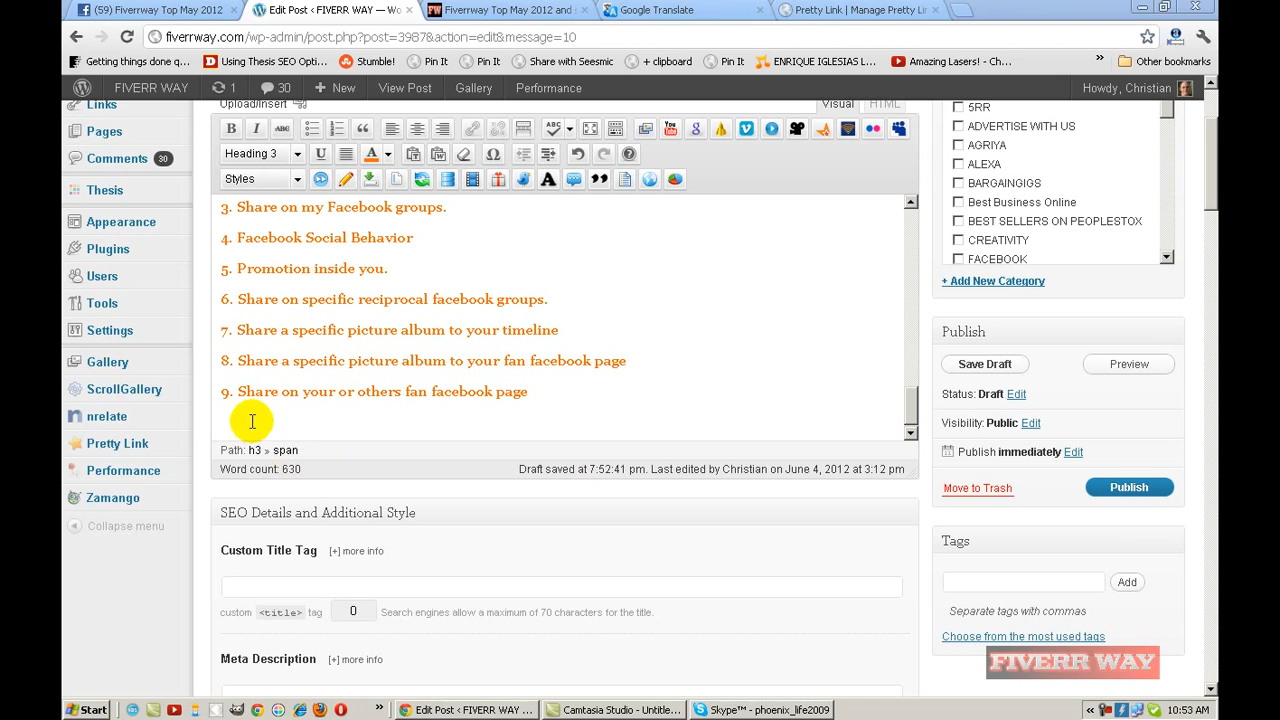 (59) Fiverrway Top May 2012
Edit Post ‹ FIVERR WAY — Wo
Fiverrway Top May 2012 and
Google Translate
Pretty Link | Manage Pretty Lin
fiverrway.com/wp-admin/post.php?post=3987&action=edit&message=10
Getting things done q...
Using Thesis SEO Opti...
Stumble!
Pin It
Pin It
Share with Seesmic
+ clipboard
Pin It
ENRIQUE IGLESIAS L...
Amazing Lasers! - Ch...
»
Other bookmarks
FIVERR WAY
1
30
New
View Post
Gallery
Performance
Howdy, Christian
Links
Pages
Comments 30
Thesis
Appearance
Plugins
Users
Tools
Settings
Gallery
ScrollGallery
nrelate
Pretty Link
Performance
Zamango
Collapse menu
Upload/Insert
Visual
HTML
B I ABC
ABC
Heading 3
U
A
Styles
3. Share on my Facebook groups.
4. Facebook Social Behavior
5. Promotion inside you.
6. Share on specific reciprocal facebook groups.
7. Share a specific picture album to your timeline
8. Share a specific picture album to your fan facebook page
9. Share on your or others fan facebook page
Path: h3 » span
Word count: 630
Draft saved at 7:52:41 pm. Last edited by Christian on June 4, 2012 at 3:12 pm
SEO Details and Additional Style
Custom Title Tag [+] more info
custom <title> tag
0
Search engines allow a maximum of 70 characters for the title.
Meta Description [+] more info
5RR
ADVERTISE WITH US
AGRIYA
ALEXA
BARGAINGIGS
Best Business Online
BEST SELLERS ON PEOPLESTOX
CREATIVITY
FACEBOOK
+ Add New Category
Publish
Save Draft
Preview
Status: Draft Edit
Visibility: Public Edit
Publish immediately Edit
Move to Trash
Publish
Tags
Add
Separate tags with commas
Choose from the most used tags
FIVERR WAY
Start
»
Edit Post ‹ FIVERR WAY ...
Camtasia Studio - Untitle...
Skype™ - phoenix_life2009
«
10:53 AM